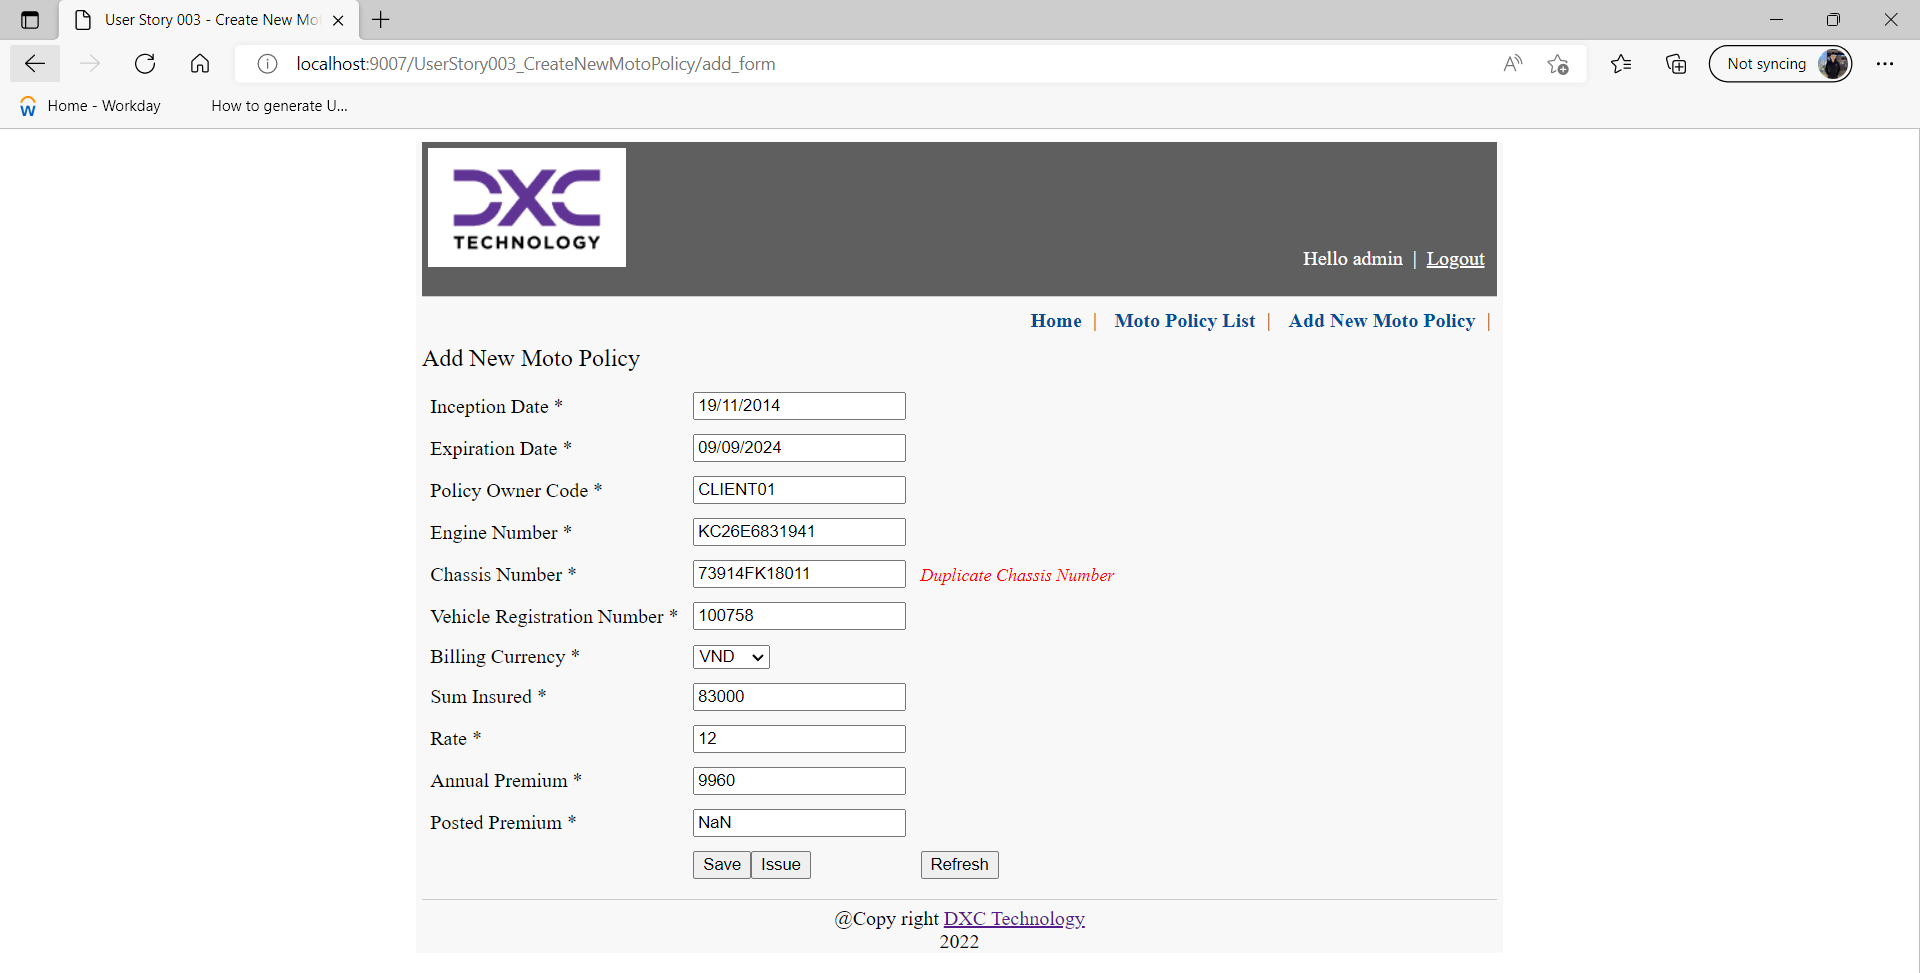 User Story 003 - Create New Mo
localhost:9007/UserStory003_CreateNewMotoPolicy/add_form
Not syncing
Home - Workday
How to generate U...
DXC
TECHNOLOGY
Hello admin | Logout
Home | Moto Policy List | Add New Moto Policy |
Add New Moto Policy
Inception Date * 19/11/2014
Expiration Date * 09/09/2024
Policy Owner Code * CLIENT01
Engine Number * KC26E6831941
Chassis Number * 73914FK18011 Duplicate Chassis Number
Vehicle Registration Number * 100758
Billing Currency * VND
Sum Insured * 83000
Rate * 12
Annual Premium * 9960
Posted Premium * NaN
Save Issue Refresh
@Copy right DXC Technology
2022